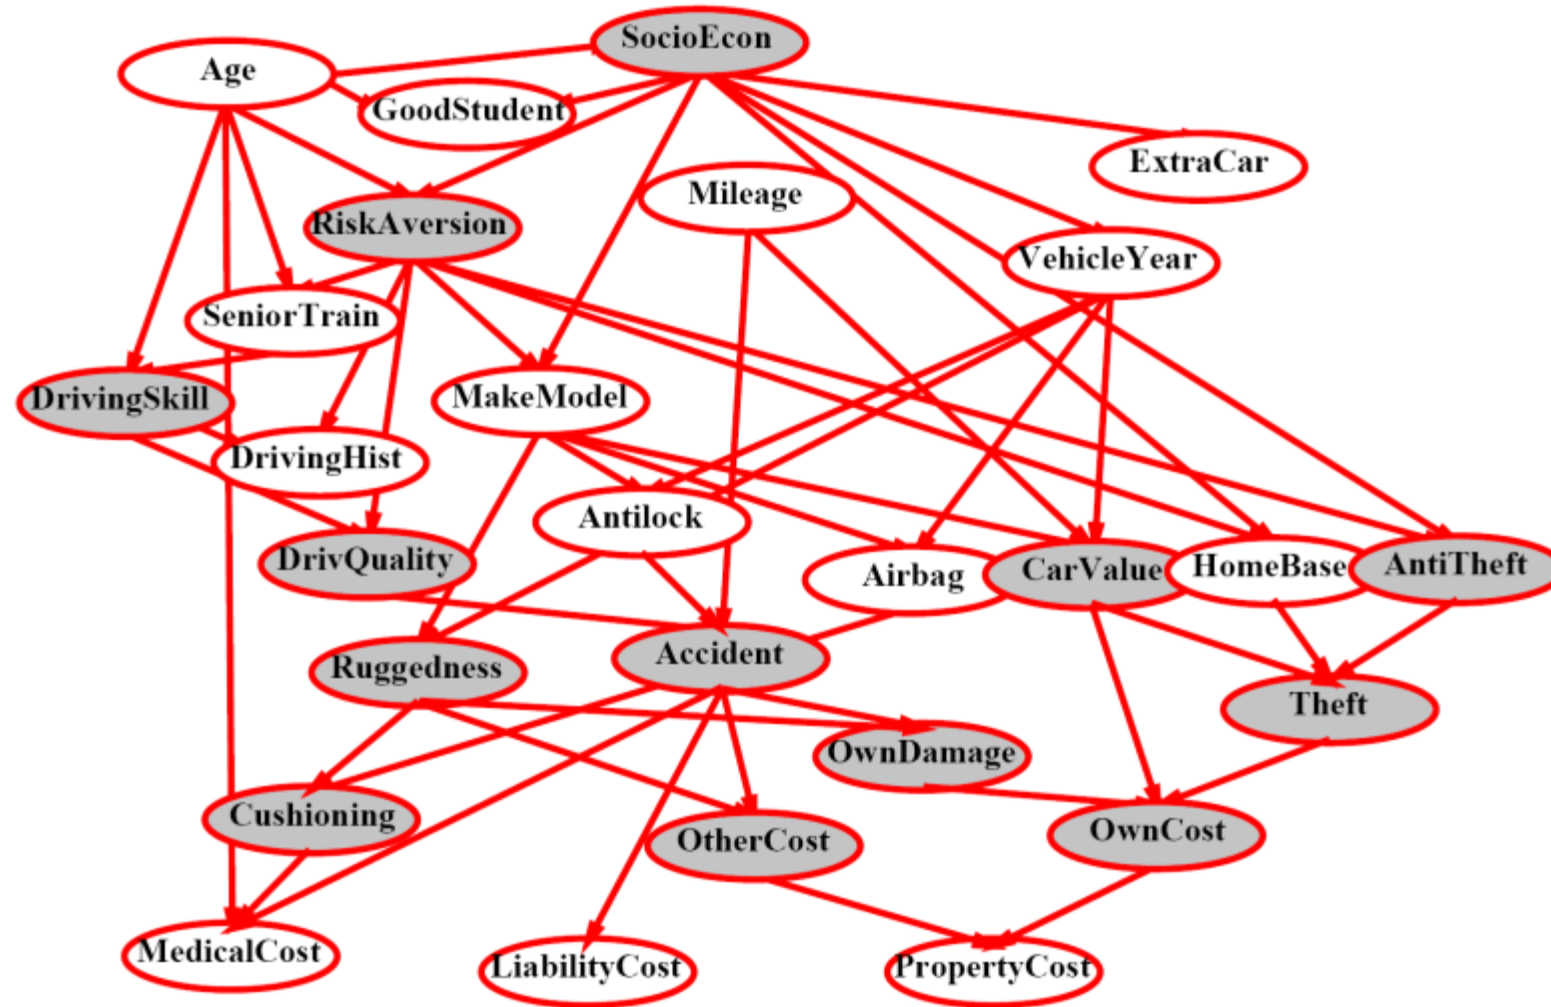 SocioEcon
Age
GoodStudent
ExtraCar
Mileage
RiskAversion
VehicleYear
SeniorTrain
DrivingSkill
MakeModel
DrivingHist
Antilock
DrivQuality
Airbag
CarValue
HomeBase
AntiTheft
Ruggedness
Accident
Theft
OwnDamage
Cushioning
OtherCost
OwnCost
MedicalCost
LiabilityCost
PropertyCost